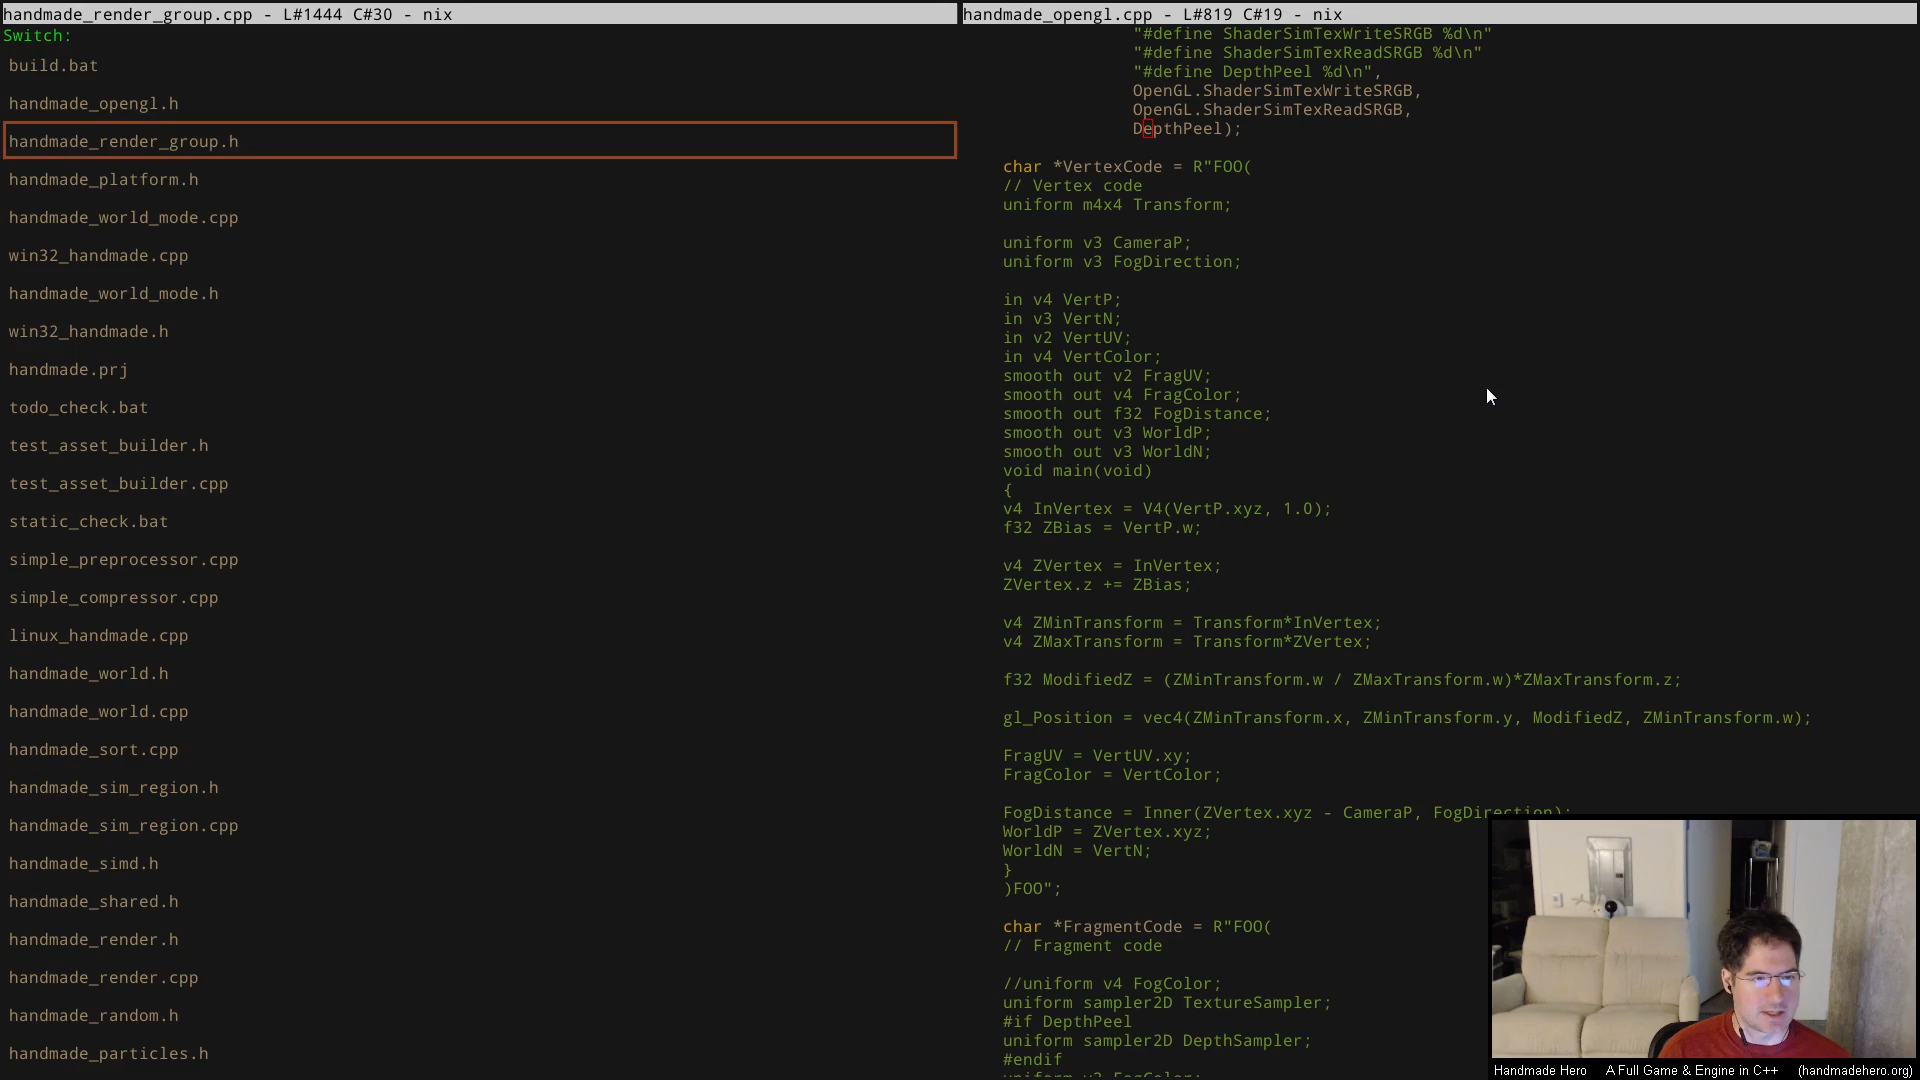 handmade_render_group.cpp - L#1444 C#30 - nix
Switch:
build.bat
handmade_opengl.h
handmade_render_group.h
handmade_platform.h
handmade_world_mode.cpp
win32_handmade.cpp
handmade_world_mode.h
win32_handmade.h
handmade.prj
todo_check.bat
test_asset_builder.h
test_asset_builder.cpp
static_check.bat
simple_preprocessor.cpp
simple_compressor.cpp
linux_handmade.cpp
handmade_world.h
handmade_world.cpp
handmade_sort.cpp
handmade_sim_region.h
handmade_sim_region.cpp
handmade_simd.h
handmade_shared.h
handmade_render.h
handmade_render.cpp
handmade_random.h
handmade_particles.h
handmade_opengl.cpp - L#819 C#19 - nix
"#define ShaderSimTexWriteSRGB %d\n"
"#define ShaderSimTexReadSRGB %d\n"
"#define DepthPeel %d\n",
OpenGL.ShaderSimTexWriteSRGB,
OpenGL.ShaderSimTexReadSRGB,
DepthPeel);
char *VertexCode = R"FOO(
// Vertex code
uniform m4x4 Transform;
uniform v3 CameraP;
uniform v3 FogDirection;
in v4 VertP;
in v3 VertN;
in v2 VertUV;
in v4 VertColor;
smooth out v2 FragUV;
smooth out v4 FragColor;
smooth out f32 FogDistance;
smooth out v3 WorldP;
smooth out v3 WorldN;
void main(void)
{
v4 InVertex = V4(VertP.xyz, 1.0);
f32 ZBias = VertP.w;
v4 ZVertex = InVertex;
ZVertex.z += ZBias;
v4 ZMinTransform = Transform*InVertex;
v4 ZMaxTransform = Transform*ZVertex;
f32 ModifiedZ = (ZMinTransform.w / ZMaxTransform.w)*ZMaxTransform.z;
gl_Position = vec4(ZMinTransform.x, ZMinTransform.y, ModifiedZ, ZMinTransform.w);
FragUV = VertUV.xy;
FragColor = VertColor;
FogDistance = Inner(ZVertex.xyz - CameraP, FogDirection);
WorldP = ZVertex.xyz;
WorldN = VertN;
}
)FOO";
char *FragmentCode = R"FOO(
// Fragment code
//uniform v4 FogColor;
uniform sampler2D TextureSampler;
#if DepthPeel
uniform sampler2D DepthSampler;
#endif
uniform v3 FogColor;
Handmade Hero A Full Game & Engine in C++ (handmadehero.org)